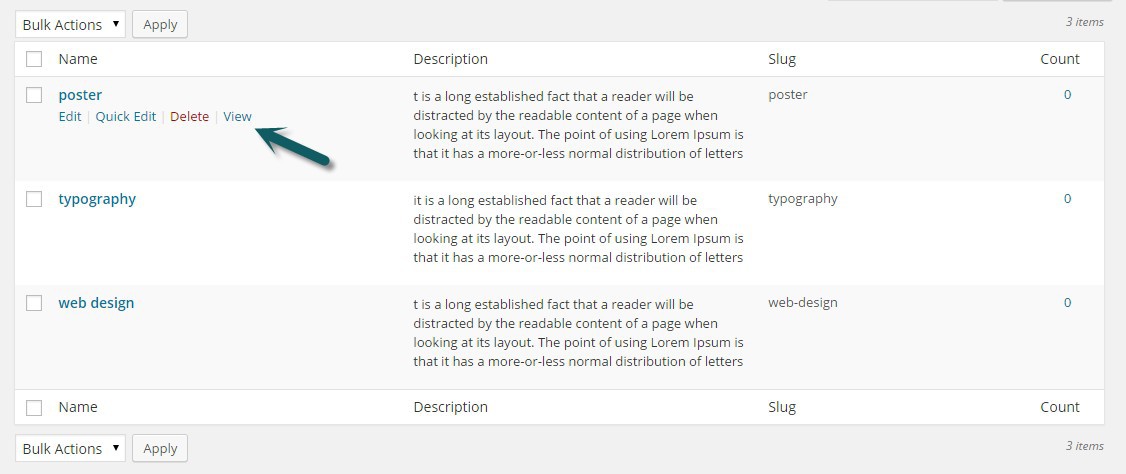 Bulk Actions Apply 3 items
Name Description Slug Count
poster t is a long established fact that a reader will be poster 0
Edit | Quick Edit | Delete | View distracted by the readable content of a page when
looking at its layout. The point of using Lorem Ipsum is
that it has a more-or-less normal distribution of letters
typography it is a long established fact that a reader will be typography 0
distracted by the readable content of a page when
looking at its layout. The point of using Lorem Ipsum is
that it has a more-or-less normal distribution of letters
web design t is a long established fact that a reader will be web-design 0
distracted by the readable content of a page when
looking at its layout. The point of using Lorem Ipsum is
that it has a more-or-less normal distribution of letters
Name Description Slug Count
Bulk Actions Apply 3 items